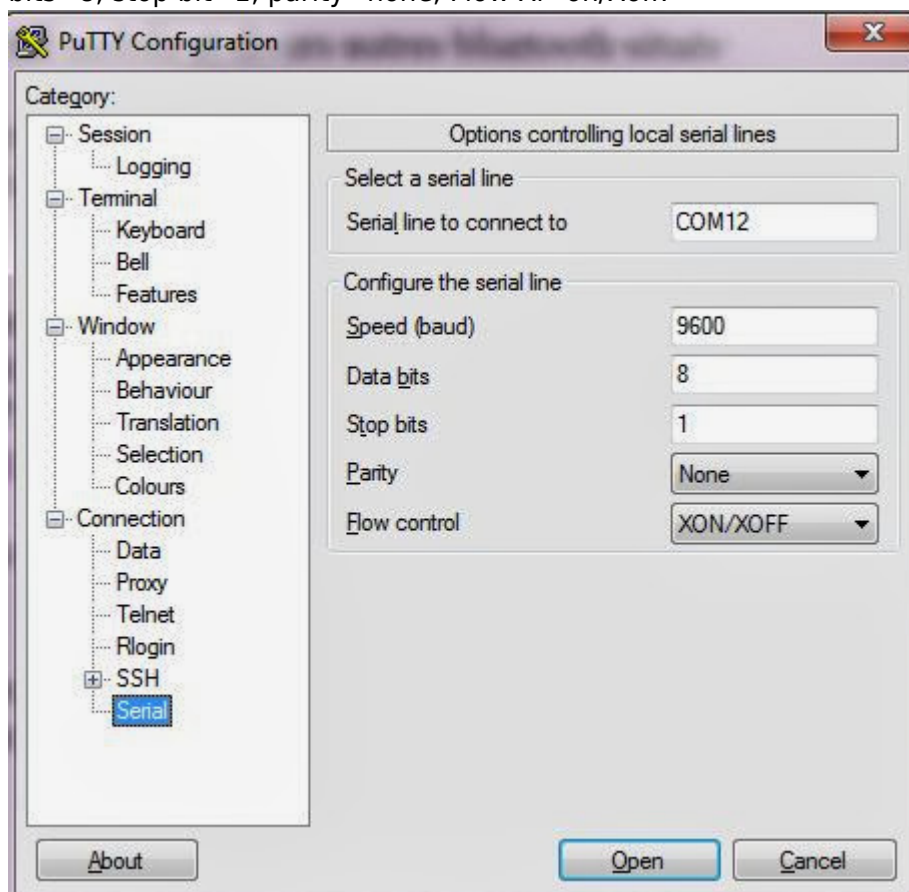 PuTTY Configuration
Category:
Session
Logging
Terminal
Keyboard
Bell
Features
Window
Appearance
Behaviour
Translation
Selection
Colours
Connection
Data
Proxy
Telnet
Rlogin
SSH
Serial
Options controlling local serial lines
Select a serial line
Serial line to connect to COM12
Configure the serial line
Speed (baud) 9600
Data bits 8
Stop bits 1
Parity None
Flow control XON/XOFF
About Open Cancel